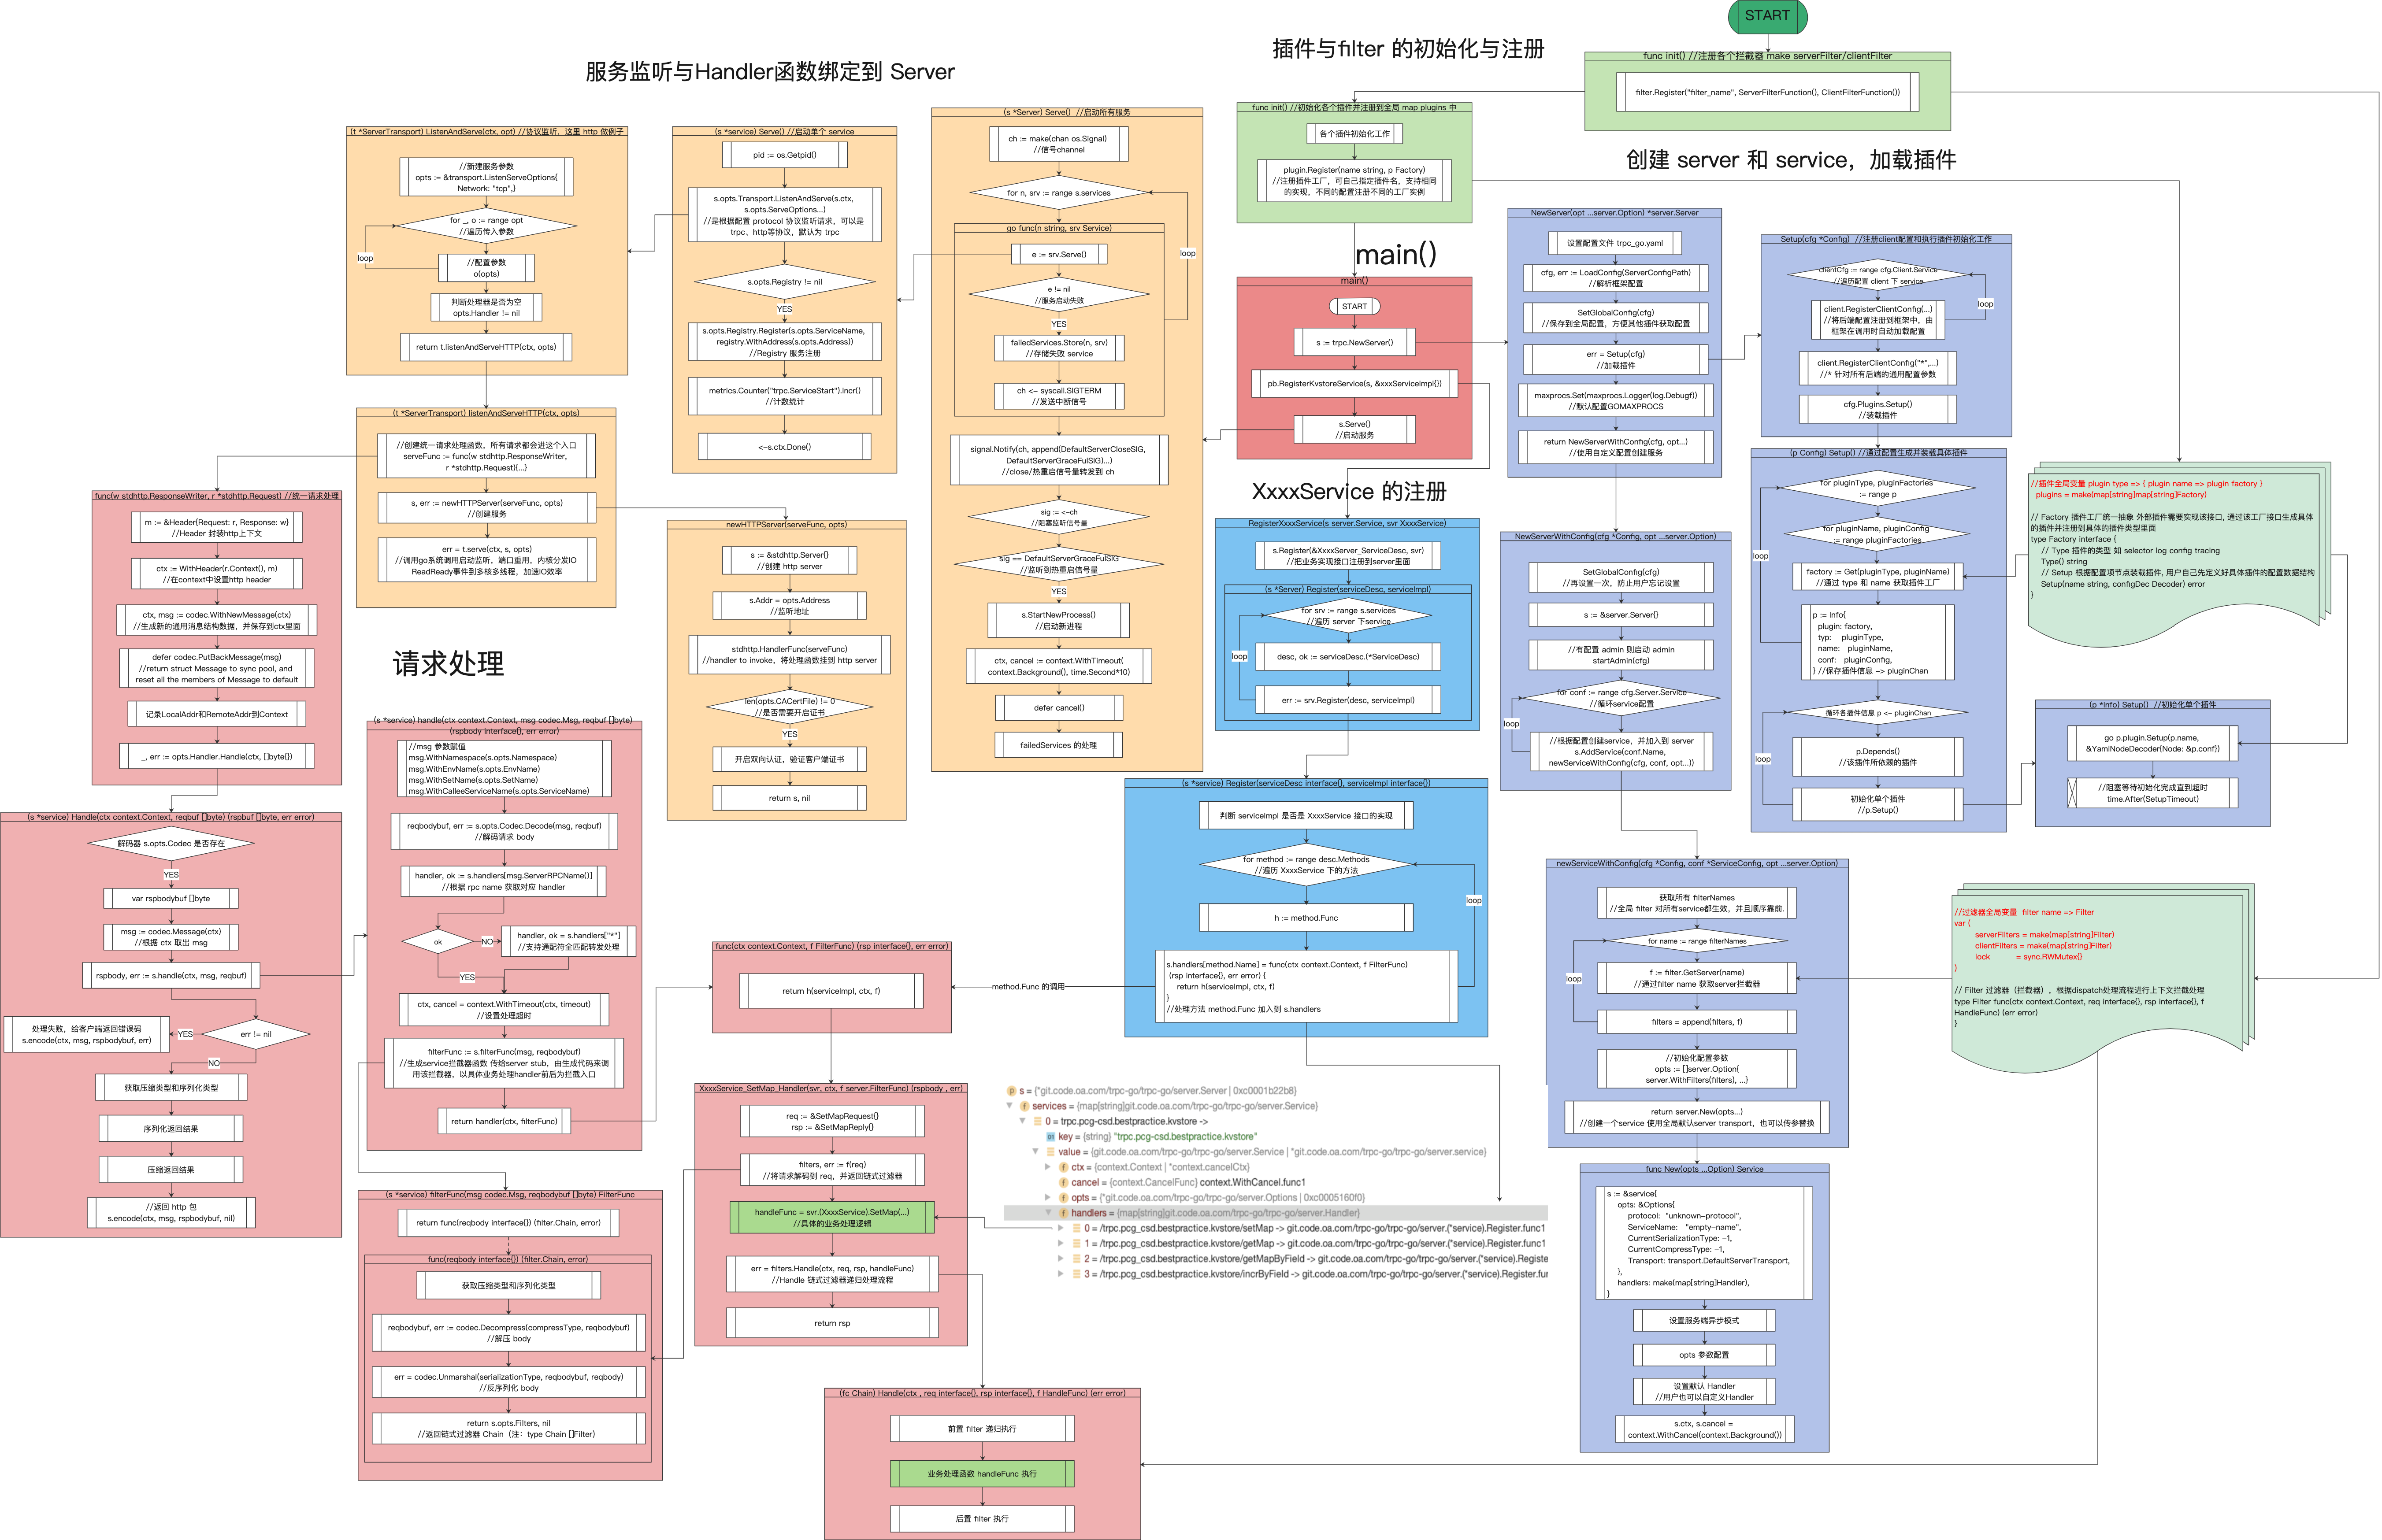 START
插件与filter 的初始化与注册
func init() //注册各个拦截器 make serverFilter/clientFilter
filter.Register("filter_name", ServerFilterFunction(), ClientFilterFunction())
func init() //初始化各个插件并注册到全局 map plugins 中
各个插件初始化工作
plugin.Register(name string, p Factory)
//注册插件工厂，可自己指定插件名，支持相同
的实现，不同的配置注册不同的工厂实例
main()
main()
START
s := trpc.NewServer()
pb.RegisterKvstoreService(s, &xxxServiceImpl{})
s.Serve()
//启动服务
创建 server 和 service，加载插件
NewServer(opt ...server.Option) *server.Server
设置配置文件 trpc_go.yaml
cfg, err := LoadConfig(ServerConfigPath)
//解析框架配置
SetGlobalConfig(cfg)
//保存到全局配置，方便其他插件获取配置
err = Setup(cfg)
//加载插件
maxprocs.Set(maxprocs.Logger(log.Debugf))
//默认配置GOMAXPROCS
return NewServerWithConfig(cfg, opt...)
//使用自定义配置创建服务
Setup(cfg *Config)  //注册client配置和执行插件初始化工作
clientCfg := range cfg.Client.Service
//遍历配置 client 下 service
loop
client.RegisterClientConfig(...)
//将后端配置注册到框架中，由
框架在调用时自动加载配置
client.RegisterClientConfig("*",...)
//* 针对所有后端的通用配置参数
cfg.Plugins.Setup()
//装载插件
(p Config) Setup() //通过配置生成并装载具体插件
for pluginType, pluginFactories
:= range p
for pluginName, pluginConfig
:= range pluginFactories
loop
factory := Get(pluginType, pluginName)
//通过 type 和 name 获取插件工厂
p := Info{
plugin: factory,
typ:    pluginType,
name:   pluginName,
conf:   pluginConfig,
} //保存插件信息 -> pluginChan
循环各插件信息 p <- pluginChan
loop
p.Depends()
//该插件所依赖的插件
初始化单个插件
//p.Setup()
//插件全局变量 plugin type => { plugin name => plugin factory }
plugins = make(map[string]map[string]Factory)
// Factory 插件工厂统一抽象 外部插件需要实现该接口, 通过该工厂接口生成具体
的插件并注册到具体的插件类型里面
type Factory interface {
// Type 插件的类型 如 selector log config tracing
Type() string
// Setup 根据配置项节点装载插件, 用户自己先定义好具体插件的配置数据结构
Setup(name string, configDec Decoder) error
}
(p *Info) Setup()  //初始化单个插件
go p.plugin.Setup(p.name,
&YamlNodeDecoder{Node: &p.conf})
//阻塞等待初始化完成直到超时
time.After(SetupTimeout)
NewServerWithConfig(cfg *Config, opt ...server.Option)
SetGlobalConfig(cfg)
//再设置一次，防止用户忘记设置
s := &server.Server{}
//有配置 admin 则启动 admin
startAdmin(cfg)
for conf := range cfg.Server.Service
//循环service配置
loop
//根据配置创建service，并加入到 server
s.AddService(conf.Name,
newServiceWithConfig(cfg, conf, opt...))
newServiceWithConfig(cfg *Config, conf *ServiceConfig, opt ...server.Option)
获取所有 filterNames
//全局 filter 对所有service都生效，并且顺序靠前.
for name := range filterNames
loop
f := filter.GetServer(name)
//通过filter name 获取server拦截器
filters = append(filters, f)
//初始化配置参数
opts := []server.Option{
server.WithFilters(filters), ...}
return server.New(opts...)
//创建一个service 使用全局默认server transport，也可以传参替换
//过滤器全局变量  filter name => Filter
var (
serverFilters = make(map[string]Filter)
clientFilters = make(map[string]Filter)
lock          = sync.RWMutex{}
)
// Filter 过滤器（拦截器），根据dispatch处理流程进行上下文拦截处理
type Filter func(ctx context.Context, req interface{}, rsp interface{}, f
HandleFunc) (err error)
}
func New(opts ...Option) Service
s := &service{
opts: &Options{
protocol:  "unknown-protocol",
ServiceName:   "empty-name",
CurrentSerializationType: -1,
CurrentCompressType: -1,
Transport: transport.DefaultServerTransport,
},
handlers: make(map[string]Handler),
}
设置服务端异步模式
opts 参数配置
设置默认 Handler
//用户也可以自定义Handler
s.ctx, s.cancel =
context.WithCancel(context.Background())
XxxxService 的注册
RegisterXxxxService(s server.Service, svr XxxxService)
s.Register(&XxxxServer_ServiceDesc, svr)
//把业务实现接口注册到server里面
(s *Server) Register(serviceDesc, serviceImpl)
for srv := range s.services
//遍历 server 下service
loop
desc, ok := serviceDesc.(*ServiceDesc)
err := srv.Register(desc, serviceImpl)
(s *service) Register(serviceDesc interface{}, serviceImpl interface{})
判断 serviceImpl 是否是 XxxxService 接口的实现
for method := range desc.Methods
//遍历 XxxxService 下的方法
loop
h := method.Func
s.handlers[method.Name] = func(ctx context.Context, f FilterFunc)
(rsp interface{}, err error) {
return h(serviceImpl, ctx, f)
}
//处理方法 method.Func 加入到 s.handlers
method.Func 的调用
服务监听与Handler函数绑定到 Server
(s *Server) Serve()  //启动所有服务
ch := make(chan os.Signal)
//信号channel
for n, srv := range s.services
go func(n string, srv Service)
e := srv.Serve()
loop
e != nil
//服务启动失败
YES
failedServices.Store(n, srv)
//存储失败 service
ch <- syscall.SIGTERM
//发送中断信号
signal.Notify(ch, append(DefaultServerCloseSIG,
DefaultServerGraceFulSIG)...)
//close/热重启信号量转发到 ch
sig := <-ch
//阻塞监听信号量
sig == DefaultServerGraceFulSIG
//监听到热重启信号量
YES
s.StartNewProcess()
//启动新进程
ctx, cancel := context.WithTimeout(
context.Background(), time.Second*10)
defer cancel()
failedServices 的处理
(s *service) Serve() //启动单个 service
pid := os.Getpid()
s.opts.Transport.ListenAndServe(s.ctx,
s.opts.ServeOptions...)
//是根据配置 protocol 协议监听请求，可以是
trpc、http等协议，默认为 trpc
s.opts.Registry != nil
YES
s.opts.Registry.Register(s.opts.ServiceName,
registry.WithAddress(s.opts.Address))
//Registry 服务注册
metrics.Counter("trpc.ServiceStart").Incr()
//计数统计
<-s.ctx.Done()
(t *ServerTransport) ListenAndServe(ctx, opt) //协议监听，这里 http 做例子
//新建服务参数
opts := &transport.ListenServeOptions{
Network: "tcp",}
for _, o := range opt
//遍历传入参数
loop
//配置参数
o(opts)
判断处理器是否为空
opts.Handler != nil
return t.listenAndServeHTTP(ctx, opts)
(t *ServerTransport) listenAndServeHTTP(ctx, opts)
//创建统一请求处理函数，所有请求都会进这个入口
serveFunc := func(w stdhttp.ResponseWriter,
r *stdhttp.Request){...}
s, err := newHTTPServer(serveFunc, opts)
//创建服务
err = t.serve(ctx, s, opts)
//调用go系统调用启动监听，端口重用，内核分发IO
ReadReady事件到多核多线程，加速IO效率
newHTTPServer(serveFunc, opts)
s := &stdhttp.Server{}
//创建 http server
s.Addr = opts.Address
//监听地址
stdhttp.HandlerFunc(serveFunc)
//handler to invoke，将处理函数挂到 http server
len(opts.CACertFile) != 0
//是否需要开启证书
YES
开启双向认证，验证客户端证书
return s, nil
请求处理
func(w stdhttp.ResponseWriter, r *stdhttp.Request) //统一请求处理
m := &Header{Request: r, Response: w}
//Header 封装http上下文
ctx := WithHeader(r.Context(), m)
//在context中设置http header
ctx, msg := codec.WithNewMessage(ctx)
//生成新的通用消息结构数据，并保存到ctx里面
defer codec.PutBackMessage(msg)
//return struct Message to sync pool, and
reset all the members of Message to default
记录LocalAddr和RemoteAddr到Context
_, err := opts.Handler.Handle(ctx, []byte{})
(s *service) Handle(ctx context.Context, reqbuf []byte) (rspbuf []byte, err error)
解码器 s.opts.Codec 是否存在
YES
var rspbodybuf []byte
msg := codec.Message(ctx)
//根据 ctx 取出 msg
rspbody, err := s.handle(ctx, msg, reqbuf)
err != nil
YES
处理失败，给客户端返回错误码
s.encode(ctx, msg, rspbodybuf, err)
NO
获取压缩类型和序列化类型
序列化返回结果
压缩返回结果
//返回 http 包
s.encode(ctx, msg, rspbodybuf, nil)
(s *service) handle(ctx context.Context, msg codec.Msg, reqbuf []byte)
(rspbody interface{}, err error)
//msg 参数赋值
msg.WithNamespace(s.opts.Namespace)
msg.WithEnvName(s.opts.EnvName)
msg.WithSetName(s.opts.SetName)
msg.WithCalleeServiceName(s.opts.ServiceName)
reqbodybuf, err := s.opts.Codec.Decode(msg, reqbuf)
//解码请求 body
handler, ok := s.handlers[msg.ServerRPCName()]
//根据 rpc name 获取对应 handler
ok
NO
handler, ok = s.handlers["*"]
//支持通配符全匹配转发处理
YES
ctx, cancel = context.WithTimeout(ctx, timeout)
//设置处理超时
filterFunc := s.filterFunc(msg, reqbodybuf)
//生成service拦截器函数 传给server stub，由生成代码来调
用该拦截器，以具体业务处理handler前后为拦截入口
return handler(ctx, filterFunc)
(s *service) filterFunc(msg codec.Msg, reqbodybuf []byte) FilterFunc
return func(reqbody interface{}) (filter.Chain, error)
func(reqbody interface{}) (filter.Chain, error)
获取压缩类型和序列化类型
reqbodybuf, err := codec.Decompress(compressType, reqbodybuf)
//解压 body
err = codec.Unmarshal(serializationType, reqbodybuf, reqbody)
//反序列化 body
return s.opts.Filters, nil
//返回链式过滤器 Chain（注：type Chain []Filter）
func(ctx context.Context, f FilterFunc) (rsp interface{}, err error)
return h(serviceImpl, ctx, f)
XxxxService_SetMap_Handler(svr, ctx, f server.FilterFunc) (rspbody , err)
req := &SetMapRequest{}
rsp := &SetMapReply{}
filters, err := f(req)
//将请求解码到 req，并返回链式过滤器
handleFunc = svr.(XxxxService).SetMap(...)
//具体的业务处理逻辑
err = filters.Handle(ctx, req, rsp, handleFunc)
//Handle 链式过滤器递归处理流程
return rsp
(fc Chain) Handle(ctx , req interface{}, rsp interface{}, f HandleFunc) (err error)
前置 filter 递归执行
业务处理函数 handleFunc 执行
后置 filter 执行
s = {*git.code.oa.com/trpc-go/trpc-go/server.Server | 0xc0001b22b8}
services = {map[string]git.code.oa.com/trpc-go/trpc-go/server.Service}
0 = trpc.pcg-csd.bestpractice.kvstore ->
key = {string} "trpc.pcg-csd.bestpractice.kvstore"
value = {git.code.oa.com/trpc-go/trpc-go/server.Service | *git.code.oa.com/trpc-go/trpc-go/server.service}
ctx = {context.Context | *context.cancelCtx}
cancel = {context.CancelFunc} context.WithCancel.func1
opts = {*git.code.oa.com/trpc-go/trpc-go/server.Options | 0xc0005160f0}
handlers = {map[string]git.code.oa.com/trpc-go/trpc-go/server.Handler}
0 = /trpc.pcg_csd.bestpractice.kvstore/setMap -> git.code.oa.com/trpc-go/trpc-go/server.(*service).Register.func1
1 = /trpc.pcg_csd.bestpractice.kvstore/getMap -> git.code.oa.com/trpc-go/trpc-go/server.(*service).Register.func1
2 = /trpc.pcg_csd.bestpractice.kvstore/getMapByField -> git.code.oa.com/trpc-go/trpc-go/server.(*service).Registe
3 = /trpc.pcg_csd.bestpractice.kvstore/incrByField -> git.code.oa.com/trpc-go/trpc-go/server.(*service).Register.fur